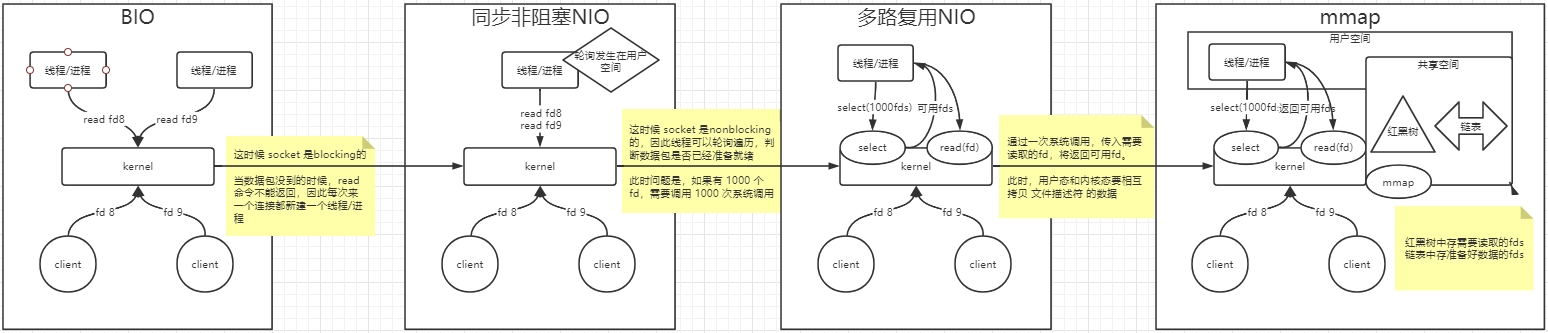 BIO
线程/进程
线程/进程
read fd8
read fd9
kernel
fd 8
fd 9
client
client
这时候 socket 是blocking的
当数据包没到的时候，read
命令不能返回，因此每次来
一个连接都新建一个线程/进
程
同步非阻塞NIO
线程/进程
轮询发生在用户
空间
read fd8
read fd9
kernel
fd 8
fd 9
client
client
这时候 socket 是nonblocking
的，因此线程可以轮询遍历，判
断数据包是否已经准备就绪
此时问题是，如果有 1000 个
fd，需要调用 1000 次系统调用
多路复用NIO
线程/进程
select(1000fds)
可用fds
select
read(fd)
kernel
fd 8
fd 9
client
client
通过一次系统调用，传入需要
读取的fd，将返回可用fd。
此时，用户态和内核态要相互
拷贝 文件描述符 的数据
mmap
用户空间
线程/进程
共享空间
select(1000fd
返回可用fds
红黑树
链表
select
read(fd)
kernel
mmap
fd 8
fd 9
client
client
红黑树中存需要读取的fds
链表中存准备好数据的fds